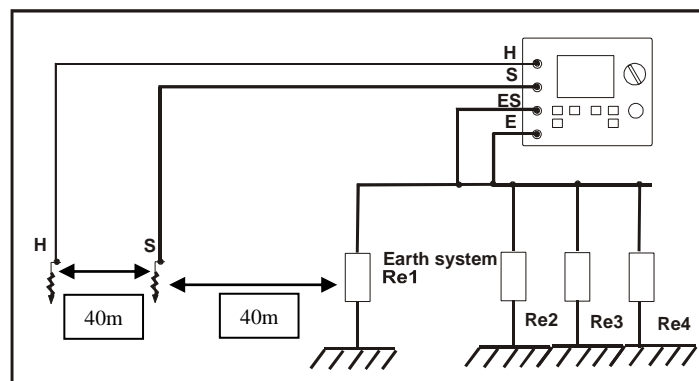 H
S
ES
E
H
S
Earth system
Re1
Re2
Re3
Re4
40m
40m